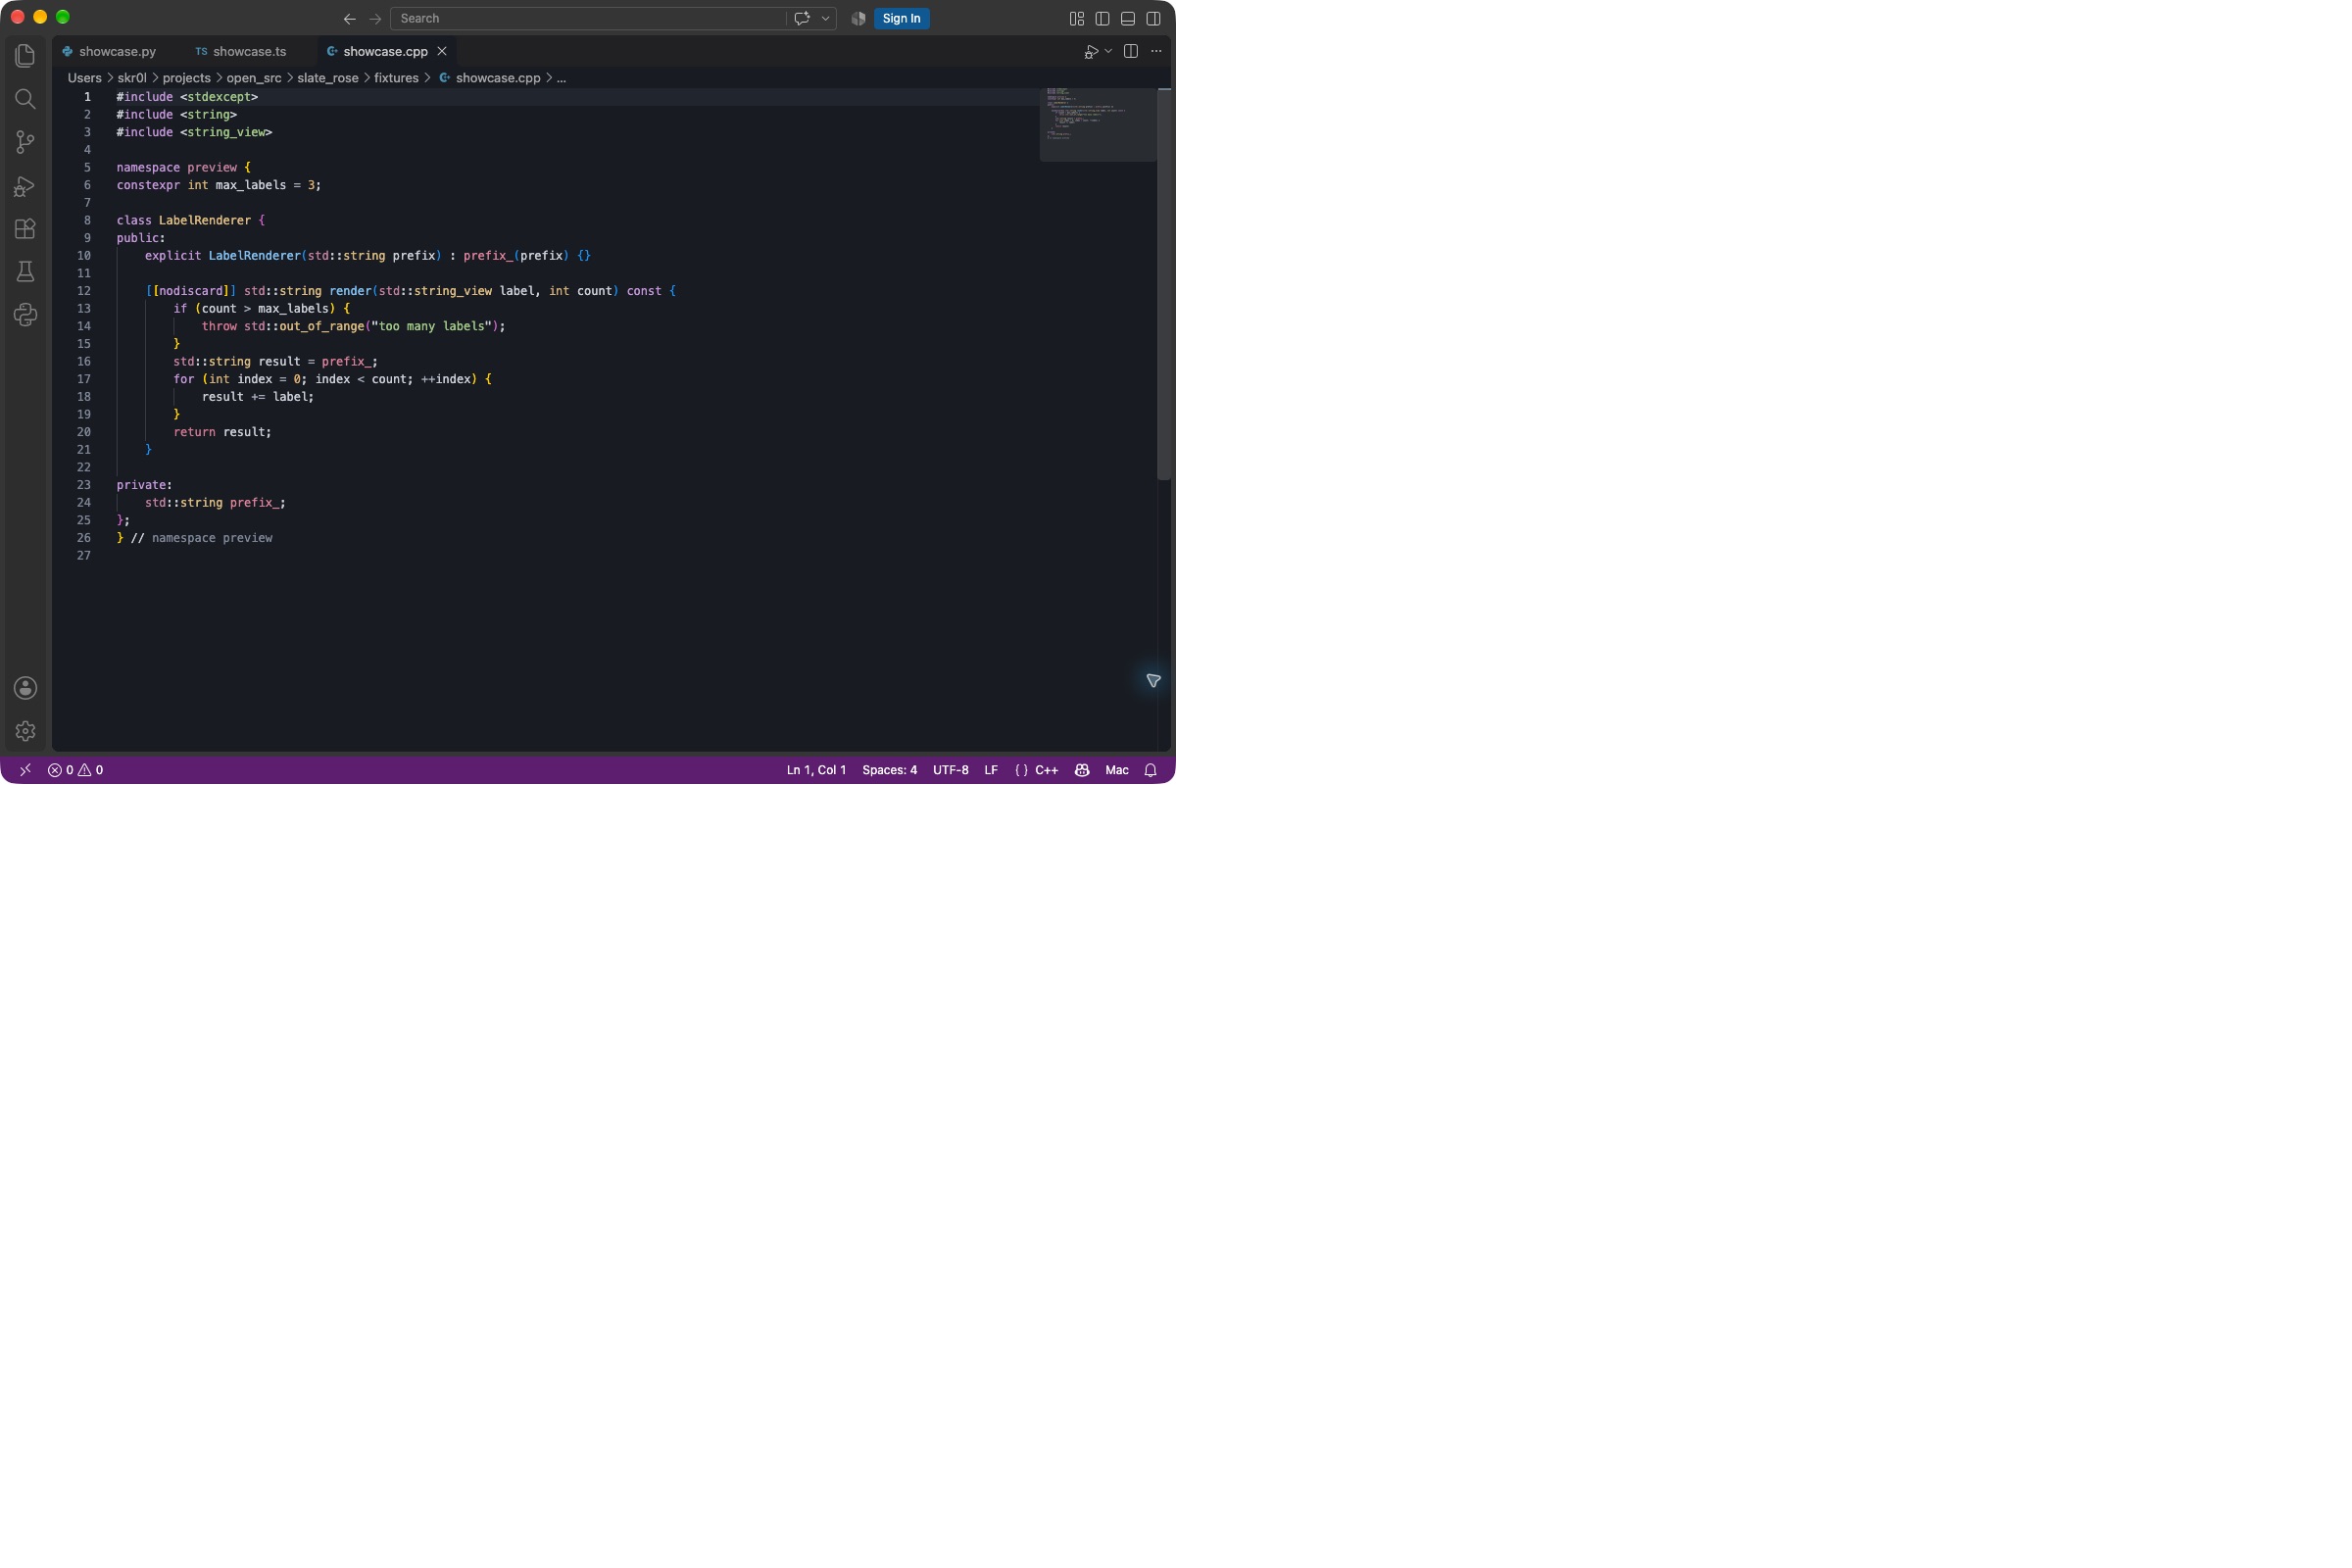 Search
Sign In
showcase.py
TS showcase.ts
showcase.cpp
Users > skr0l > projects > open_src > slate_rose > fixtures > showcase.cpp > ...
1 #include <stdexcept>
2 #include <string>
3 #include <string_view>
4
5 namespace preview {
6 constexpr int max_labels = 3;
7
8 class LabelRenderer {
9 public:
10     explicit LabelRenderer(std::string prefix) : prefix_(prefix) {}
11
12     [[nodiscard]] std::string render(std::string_view label, int count) const {
13         if (count > max_labels) {
14             throw std::out_of_range("too many labels");
15         }
16         std::string result = prefix_;
17         for (int index = 0; index < count; ++index) {
18             result += label;
19         }
20         return result;
21     }
22
23 private:
24     std::string prefix_;
25 };
26 } // namespace preview
27
0 0 Ln 1, Col 1 Spaces: 4 UTF-8 LF { } C++ Mac